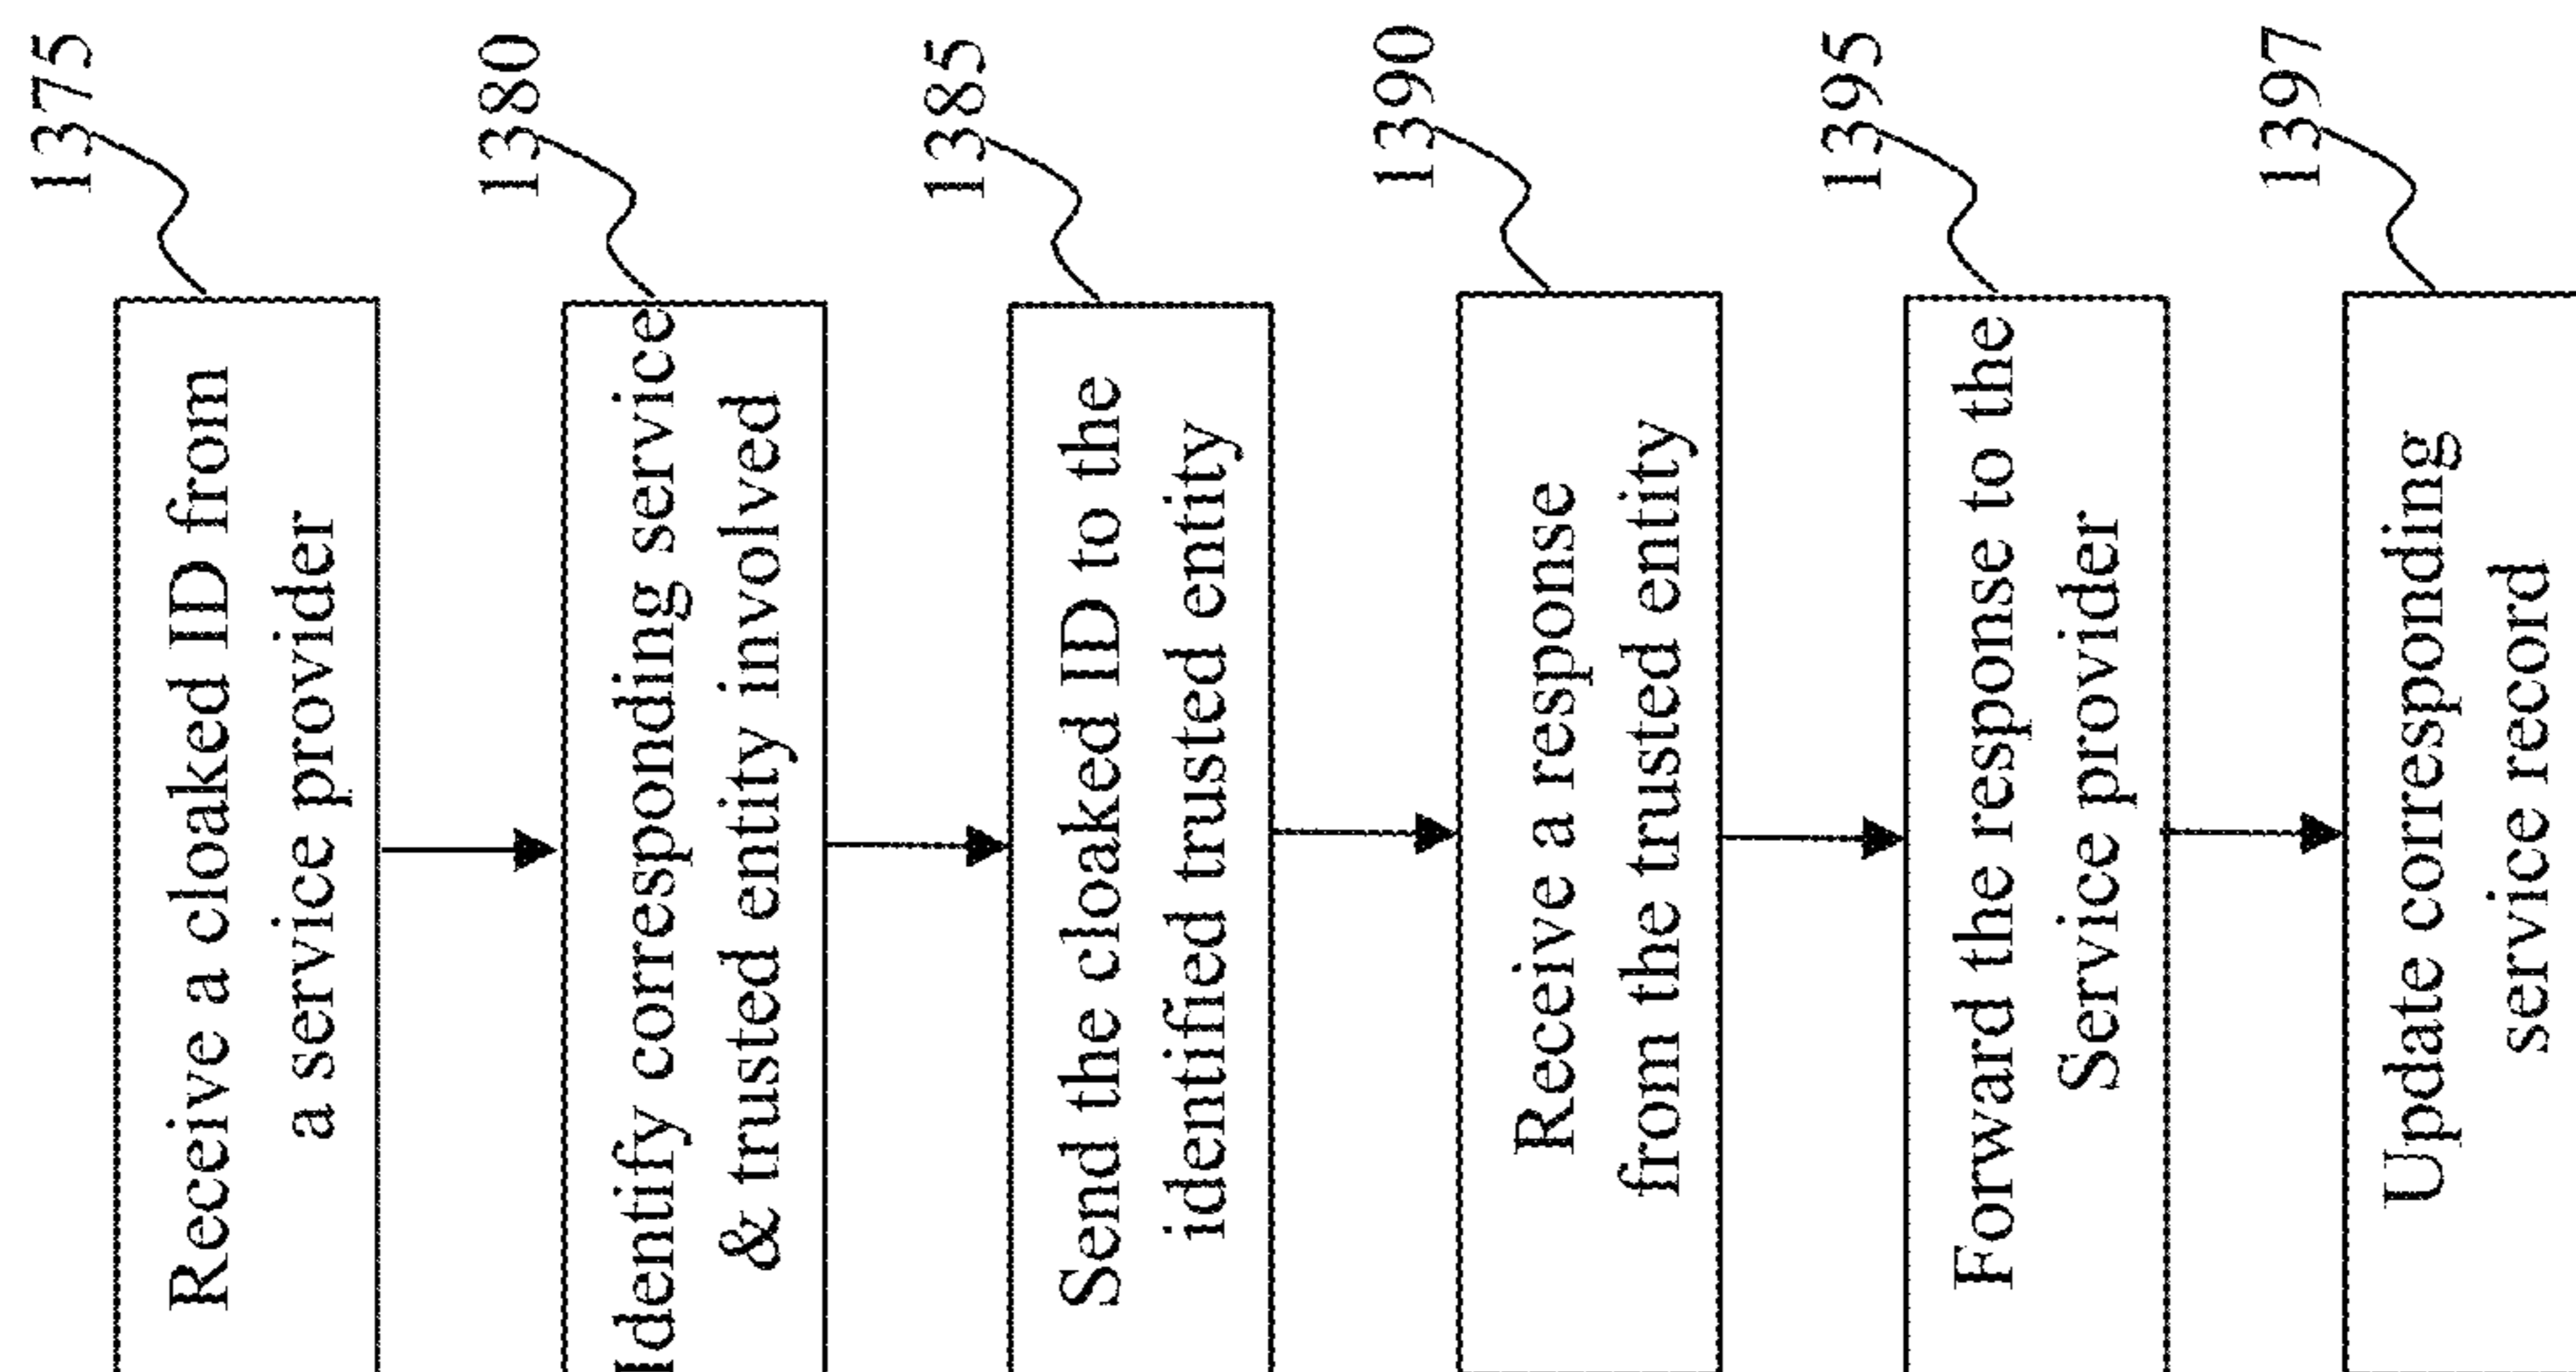 1375
Receive a cloaked ID from
a service provider
1380
Identify corresponding service
& trusted entity involved
1385
Send the cloaked ID to the
identified trusted entity
1390
Receive a response
from the trusted entity
1395
Forward the response to the
Service provider
1397
Update corresponding
service record